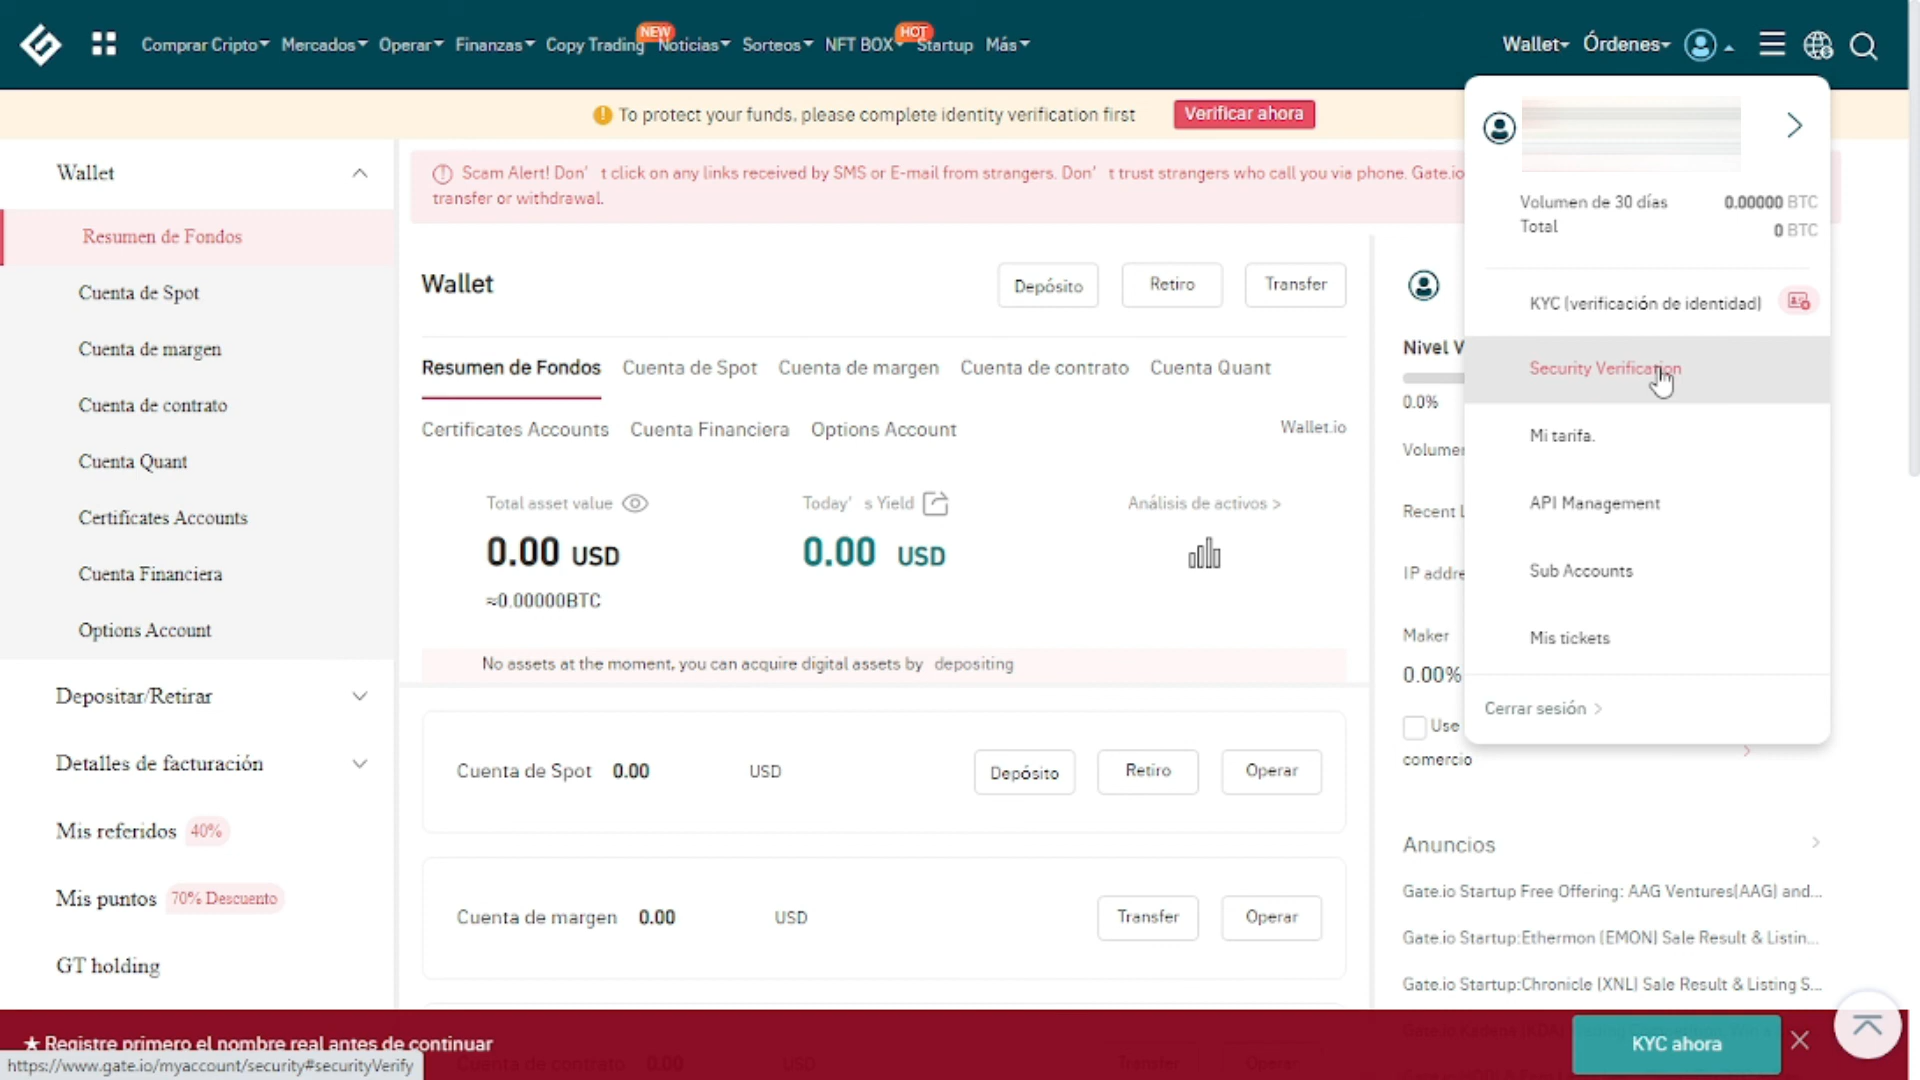 Comprar Cripto Mercados Operar Finanzas Copy Trading NEW Noticias Sorteos NFT BOX HOT Startup Más Wallet Órdenes
To protect your funds, please complete identity verification first Verificar ahora
Wallet
Resumen de Fondos
Cuenta de Spot
Cuenta de margen
Cuenta de contrato
Cuenta Quant
Certificates Accounts
Cuenta Financiera
Options Account
Depositar/Retirar
Detalles de facturación
Mis referidos 40%
Mis puntos 70% Descuento
GT holding
Scam Alert! Don't click on any links received by SMS or E-mail from strangers. Don't trust strangers who call you via phone. Gate.io
transfer or withdrawal.
Wallet Depósito Retiro Transfer
Resumen de Fondos Cuenta de Spot Cuenta de margen Cuenta de contrato Cuenta Quant
Certificates Accounts Cuenta Financiera Options Account Wallet.io
Total asset value Today's Yield Análisis de activos >
0.00 USD 0.00 USD
≈0.00000BTC
No assets at the moment, you can acquire digital assets by depositing
Cuenta de Spot 0.00 USD Depósito Retiro Operar
Cuenta de margen 0.00 USD Transfer Operar
Cuenta de contrato 0.00 USD Transfer Operar
Nivel V
0.0%
Volumen
Recent L
IP addre
Maker
0.00%
Use
comercio
Anuncios
Gate.io Startup Free Offering: AAG Ventures(AAG) and...
Gate.io Startup:Ethermon (EMON) Sale Result & Listin...
Gate.io Startup:Chronicle (XNL) Sale Result & Listing S...
Volumen de 30 días 0.00000 BTC
Total 0 BTC
KYC (verificación de identidad)
Security Verification
Mi tarifa.
API Management
Sub Accounts
Mis tickets
Cerrar sesión >
★ Registre primero el nombre real antes de continuar KYC ahora
https://www.gate.io/myaccount/security#securityVerify